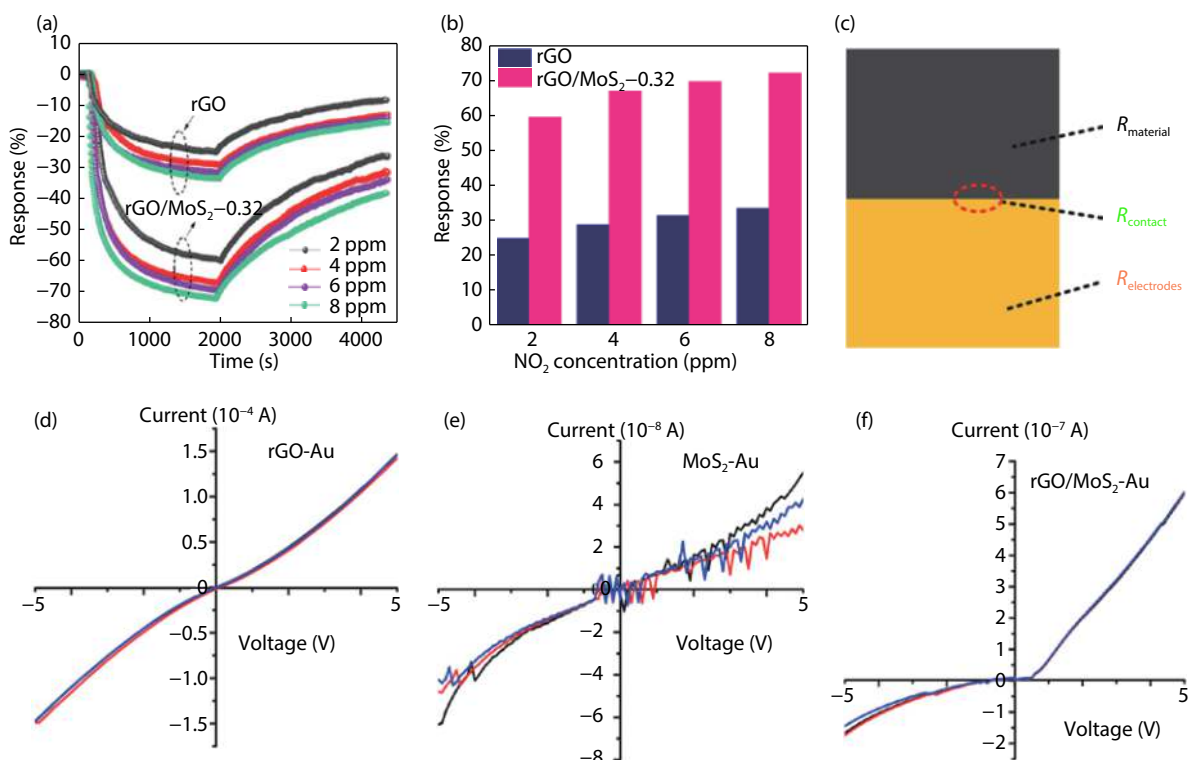 (a)
10
0
−10
−20
−30
−40
−50
−60
−70
−80
Response (%)
rGO
rGO/MoS₂−0.32
2 ppm
4 ppm
6 ppm
8 ppm
0 1000 2000 3000 4000
Time (s)
(b)
80
70
60
50
40
30
20
10
0
Response (%)
rGO
rGO/MoS₂−0.32
2 4 6 8
NO₂ concentration (ppm)
(c)
R_material
R_contact
R_electrodes
(d)
Current (10⁻⁴ A)
rGO-Au
1.5
1.0
0.5
0
−0.5
−1.0
−1.5
−5
5
Voltage (V)
(e)
Current (10⁻⁸ A)
MoS₂-Au
6
4
2
0
−2
−4
−6
−8
−5
5
Voltage (V)
(f)
Current (10⁻⁷ A)
rGO/MoS₂-Au
7
6
5
4
3
2
1
0
−1
−2
−5
5
Voltage (V)